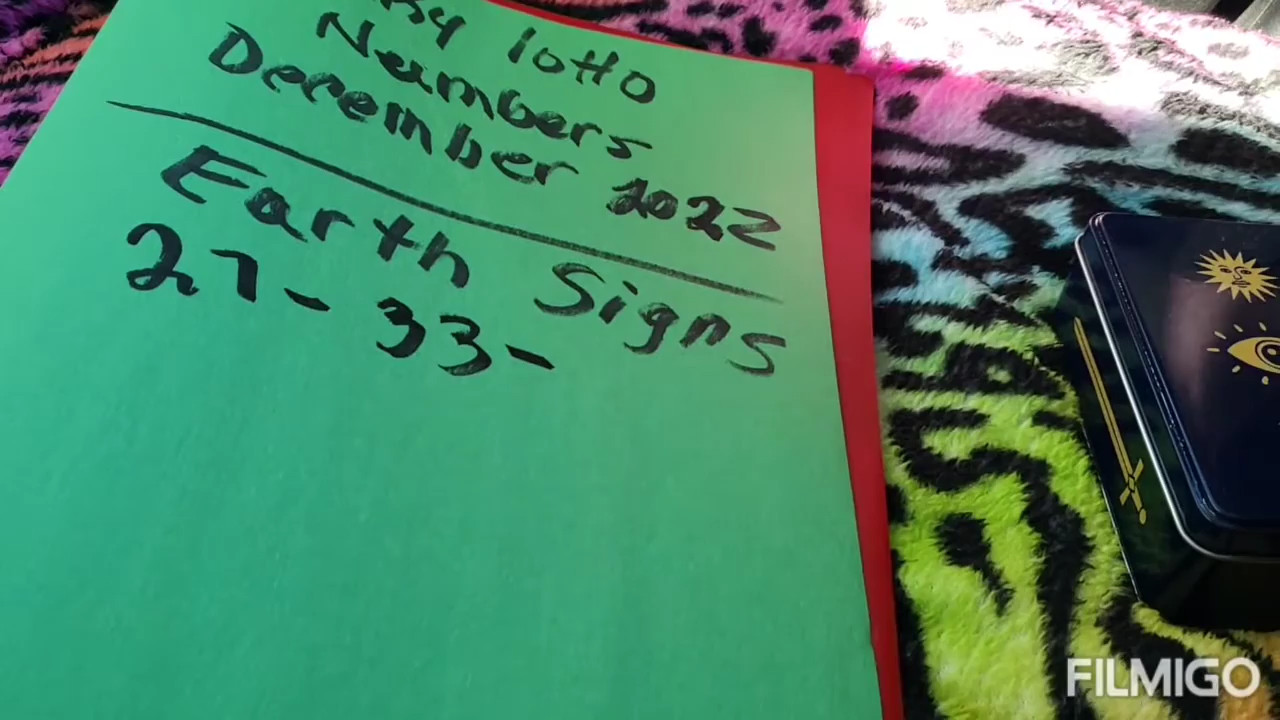 lotto
Numbers
December 2022
Earth Signs
27- 33-
FILMIGO